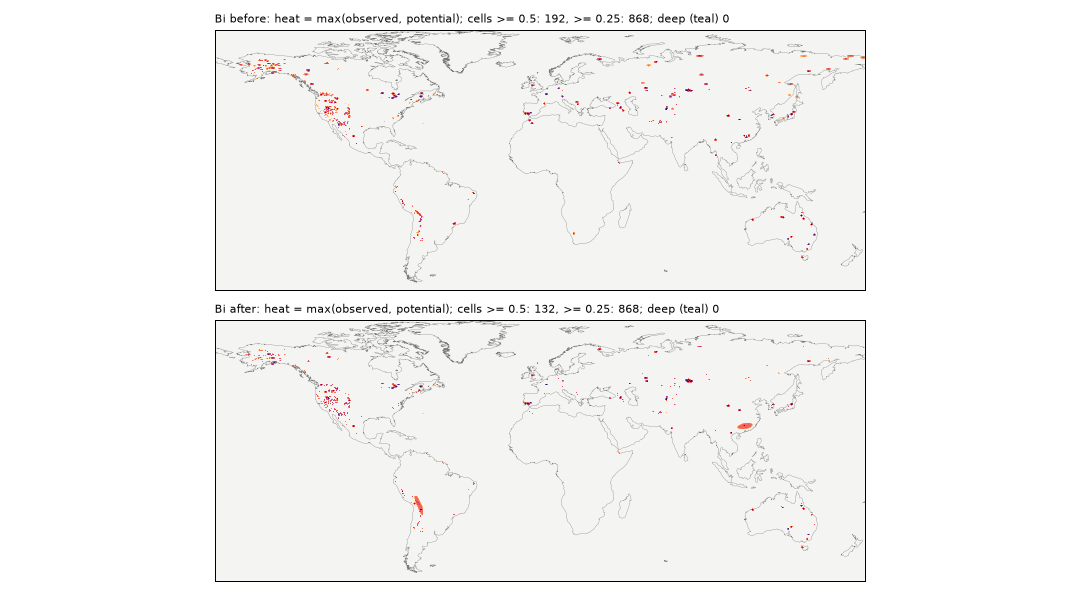 Bi before: heat = max(observed, potential); cells >= 0.5: 192, >= 0.25: 868; deep (teal) 0
Bi after: heat = max(observed, potential); cells >= 0.5: 132, >= 0.25: 868; deep (teal) 0